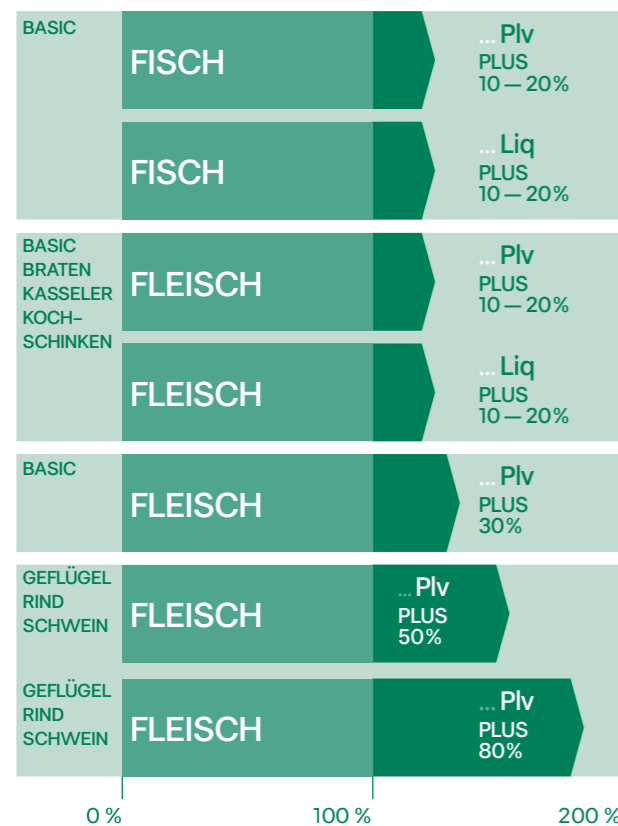 BASIC
FISCH
... Plv
PLUS
10 – 20%
FISCH
... Liq
PLUS
10 – 20%
BASIC
BRATEN
KASSELER
KOCH–
SCHINKEN
FLEISCH
... Plv
PLUS
10 – 20%
FLEISCH
... Liq
PLUS
10 – 20%
BASIC
FLEISCH
... Plv
PLUS
30%
GEFLÜGEL
RIND
SCHWEIN
FLEISCH
... Plv
PLUS
50%
GEFLÜGEL
RIND
SCHWEIN
FLEISCH
... Plv
PLUS
80%
0 % 100 % 200 %